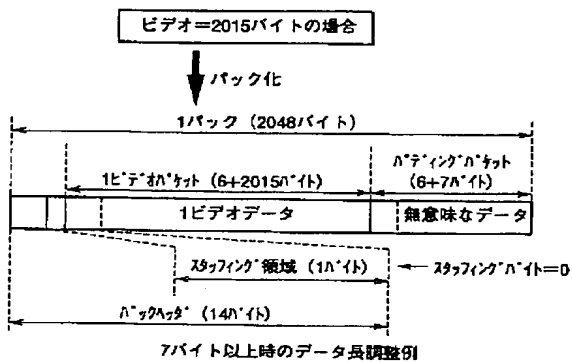 ビデオ＝2015バイトの場合
パック化
1パック（2048バイト）
1ビデオパケット（6+2015バイト）
パディングパケット
（6+7バイト）
1ビデオデータ
無意味なデータ
スタッフィング領域（1バイト）
スタッフィングバイト＝0
パックヘッダ（14バイト）
7バイト以上時のデータ長調整例